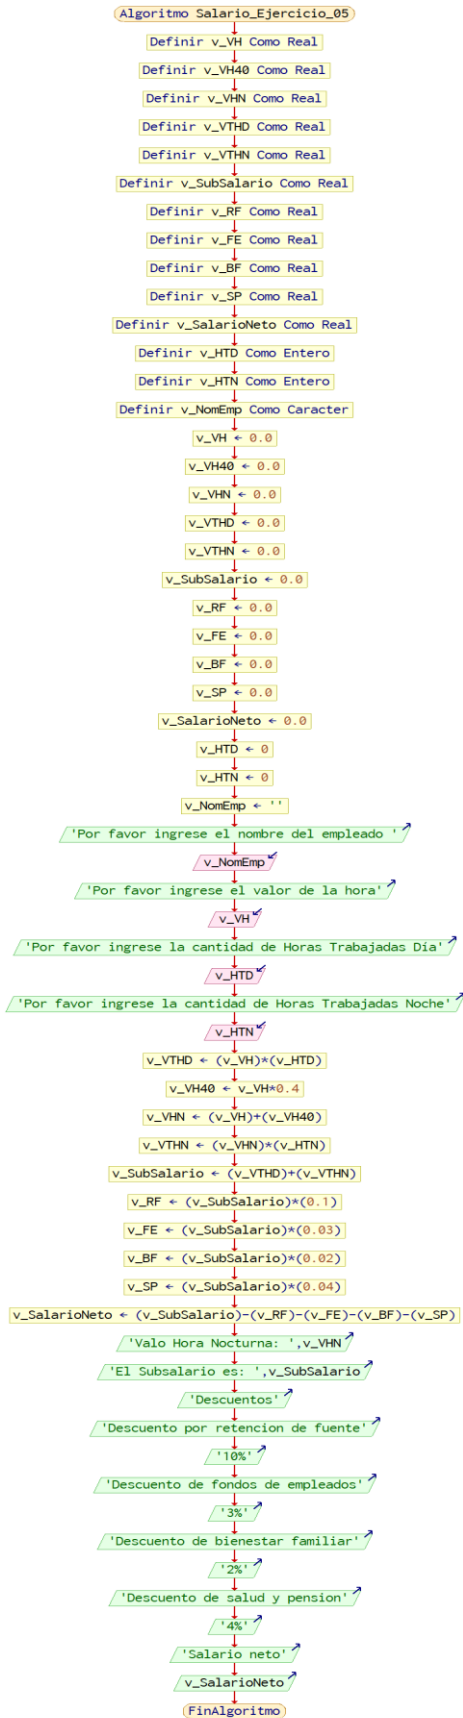 Algoritmo Salario_Ejercicio_05
Definir v_VH Como Real
Definir v_VH40 Como Real
Definir v_VHN Como Real
Definir v_VTHD Como Real
Definir v_VTHN Como Real
Definir v_SubSalario Como Real
Definir v_RF Como Real
Definir v_FE Como Real
Definir v_BF Como Real
Definir v_SP Como Real
Definir v_SalarioNeto Como Real
Definir v_HTD Como Entero
Definir v_HTN Como Entero
Definir v_NomEmp Como Caracter
v_VH ← 0.0
v_VH40 ← 0.0
v_VHN ← 0.0
v_VTHD ← 0.0
v_VTHN ← 0.0
v_SubSalario ← 0.0
v_RF ← 0.0
v_FE ← 0.0
v_BF ← 0.0
v_SP ← 0.0
v_SalarioNeto ← 0.0
v_HTD ← 0
v_HTN ← 0
v_NomEmp ← ''
'Por favor ingrese el nombre del empleado '
v_NomEmp
'Por favor ingrese el valor de la hora'
v_VH
'Por favor ingrese la cantidad de Horas Trabajadas Día'
v_HTD
'Por favor ingrese la cantidad de Horas Trabajadas Noche'
v_HTN
v_VTHD ← (v_VH)*(v_HTD)
v_VH40 ← v_VH*0.4
v_VHN ← (v_VH)+(v_VH40)
v_VTHN ← (v_VHN)*(v_HTN)
v_SubSalario ← (v_VTHD)+(v_VTHN)
v_RF ← (v_SubSalario)*(0.1)
v_FE ← (v_SubSalario)*(0.03)
v_BF ← (v_SubSalario)*(0.02)
v_SP ← (v_SubSalario)*(0.04)
v_SalarioNeto ← (v_SubSalario)-(v_RF)-(v_FE)-(v_BF)-(v_SP)
'Valo Hora Nocturna: ',v_VHN
'El Subsalario es: ',v_SubSalario
'Descuentos'
'Descuento por retencion de fuente'
'10%'
'Descuento de fondos de empleados'
'3%'
'Descuento de bienestar familiar'
'2%'
'Descuento de salud y pension'
'4%'
'Salario neto'
v_SalarioNeto
FinAlgoritmo